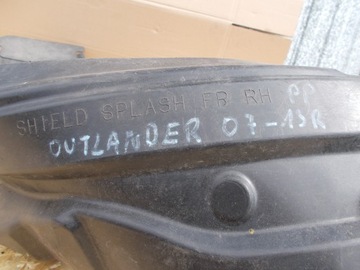 SHIELD SPLASH FR RH PP
OUTLANDER 07-13R